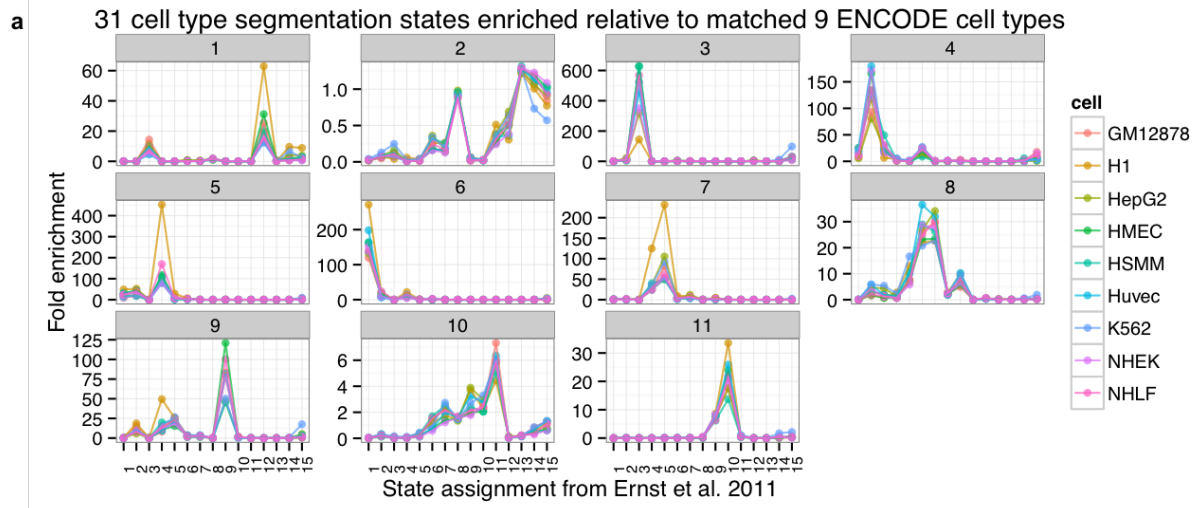 a
31 cell type segmentation states enriched relative to matched 9 ENCODE cell types
1 2 3 4
60 40 20 0
1.0 0.5 0.0
600 400 200 0
150 100 50 0
5 6 7 8
400 300 200 100 0
200 100 0
200 150 100 50 0
30 20 10 0
9 10 11
125 100 75 50 25 0
6 4 2 0
30 20 10 0
Fold enrichment
1 2 3 4 5 6 7 8 9 10 11 12 13 14 15
1 2 3 4 5 6 7 8 9 10 11 12 13 14 15
1 2 3 4 5 6 7 8 9 10 11 12 13 14 15
State assignment from Ernst et al. 2011
cell
GM12878
H1
HepG2
HMEC
HSMM
Huvec
K562
NHEK
NHLF